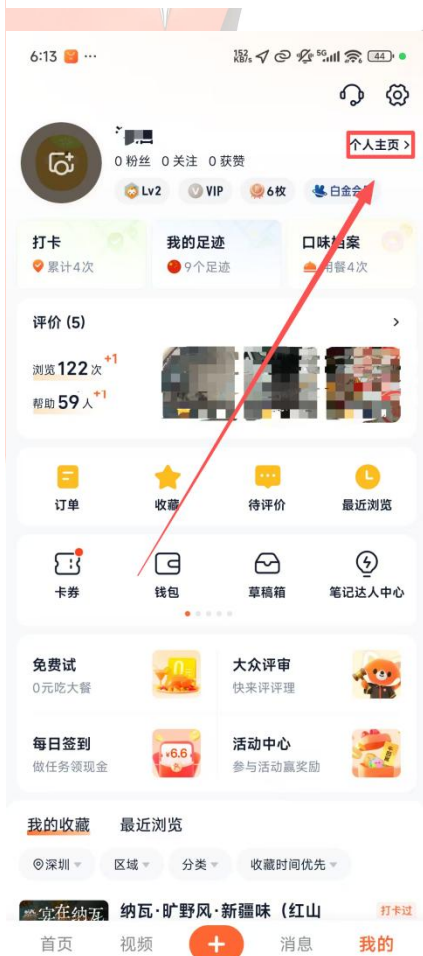 6:13 ... 152 KB/s 5G 44
个人主页 >
0 粉丝 0 关注 0 获赞
Lv2 VIP 6枚 白金会
打卡 我的足迹 口味档案
累计4次 9个足迹 用餐4次
评价 (5) >
浏览 122 次 +1
帮助 59 人 +1
订单 收藏 待评价 最近浏览
卡券 钱包 草稿箱 笔记达人中心
免费试 大众评审
0元吃大餐 快来评评理
每日签到 活动中心
¥6.6
做任务领现金 参与活动赢奖励
我的收藏 最近浏览
深圳 区域 分类 收藏时间优先
纳瓦·旷野风·新疆味（红山 打卡过
首页 视频 + 消息 我的